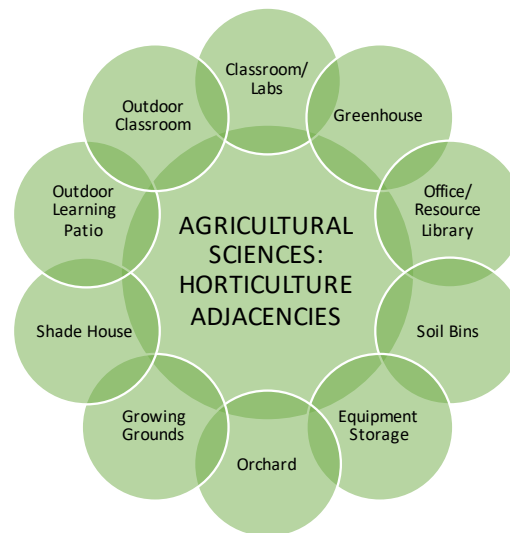 Classroom/
Labs
Greenhouse
Office/
Resource
Library
Soil Bins
Equipment
Storage
Orchard
Growing
Grounds
Shade House
Outdoor
Learning
Patio
Outdoor
Classroom
AGRICULTURAL
SCIENCES:
HORTICULTURE
ADJACENCIES